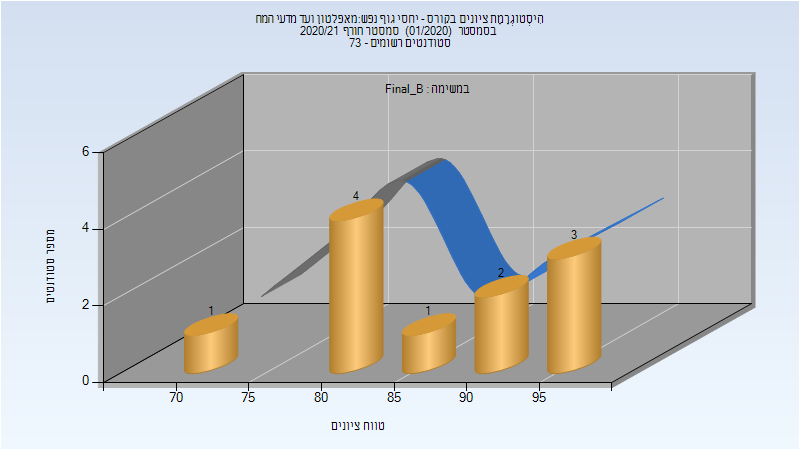 היסטוגרמת ציונים בקורס - יחסי גוף נפש:מאפלטון ועד מדעי המח
בסמסטר (01/2020) סמסטר חורף 2020/21
סטודנטים רשומים - 73
במשימה : Final_B
מספר סטודנטים
6
4
2
0
1
4
1
2
3
70
75
80
85
90
95
טווח ציונים